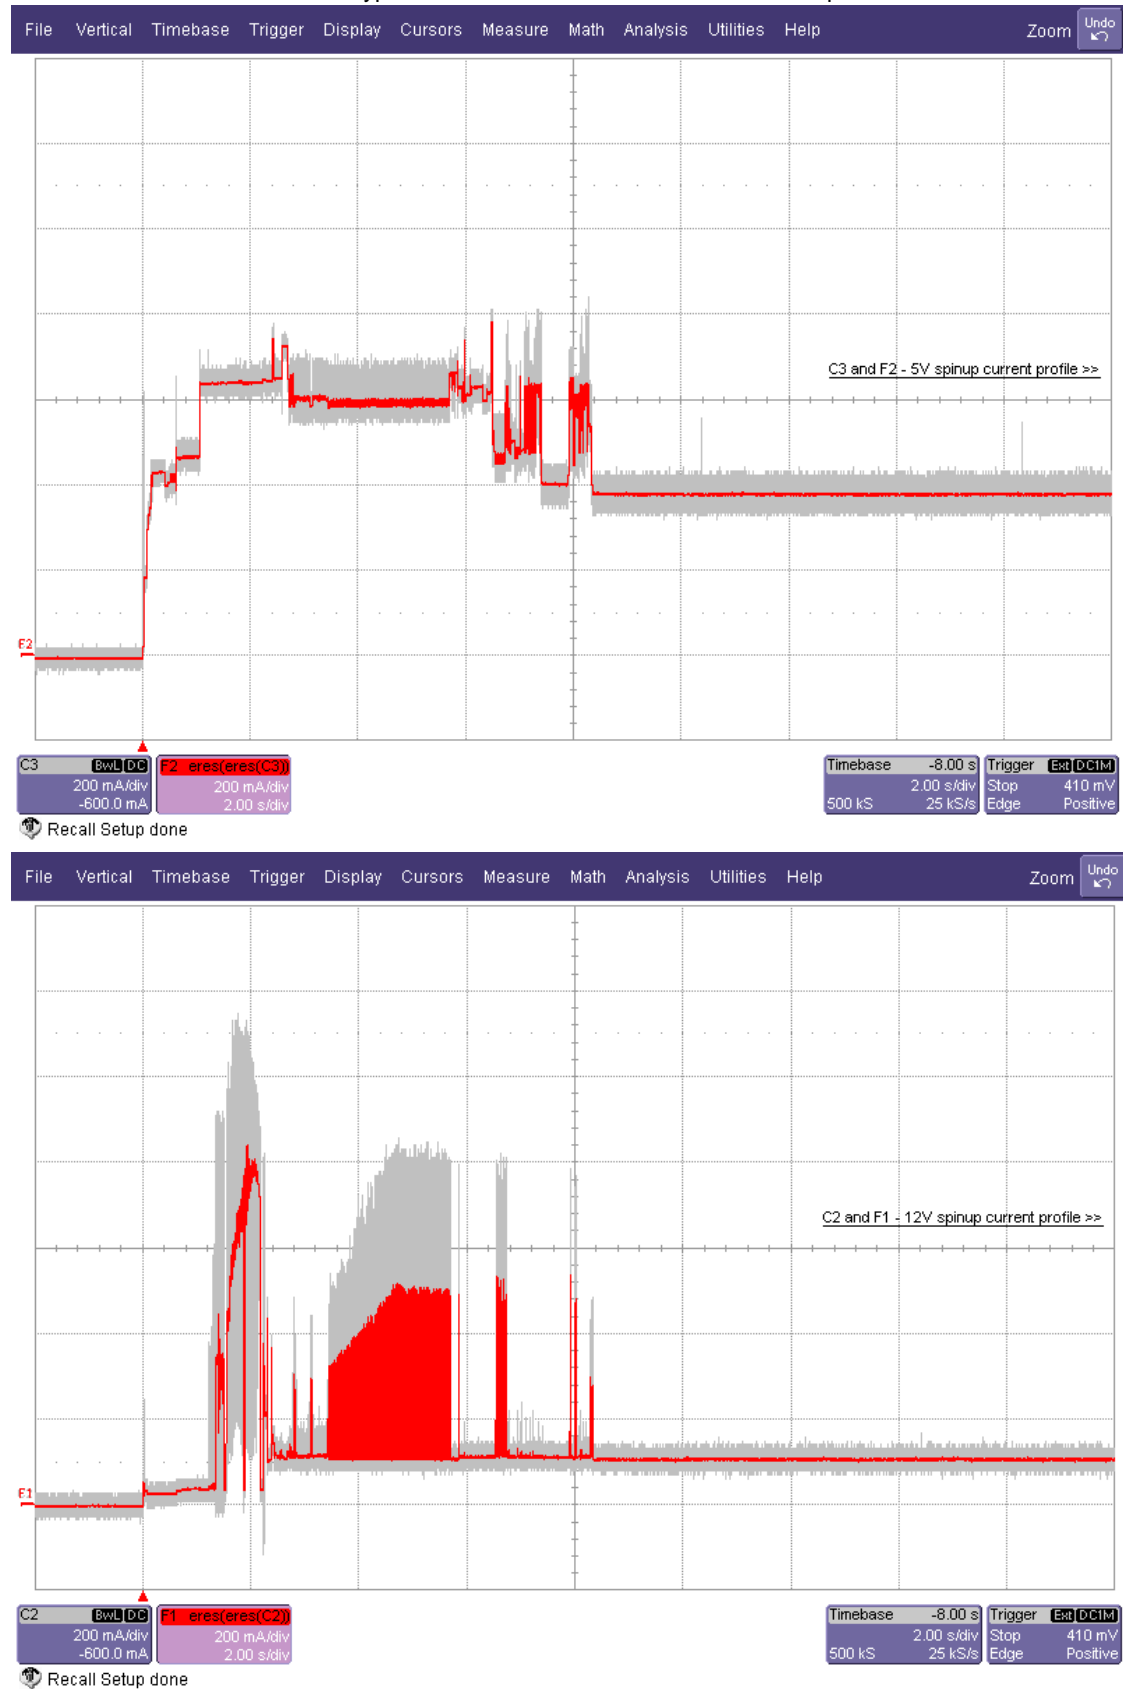 File Vertical Timebase Trigger Display Cursors Measure Math Analysis Utilities Help Zoom Undo
C3 and F2 - 5V spinup current profile >>
F2
C3 BwL DC F2 eres(eres(C3)) Timebase -8.00 s Trigger Ext DC1M
200 mA/div 200 mA/div 2.00 s/div Stop 410 mV
-600.0 mA 2.00 s/div 500 kS 25 kS/s Edge Positive
Recall Setup done
File Vertical Timebase Trigger Display Cursors Measure Math Analysis Utilities Help Zoom Undo
C2 and F1 - 12V spinup current profile >>
F1
C2 BwL DC F1 eres(eres(C2)) Timebase -8.00 s Trigger Ext DC1M
200 mA/div 200 mA/div 2.00 s/div Stop 410 mV
-600.0 mA 2.00 s/div 500 kS 25 kS/s Edge Positive
Recall Setup done